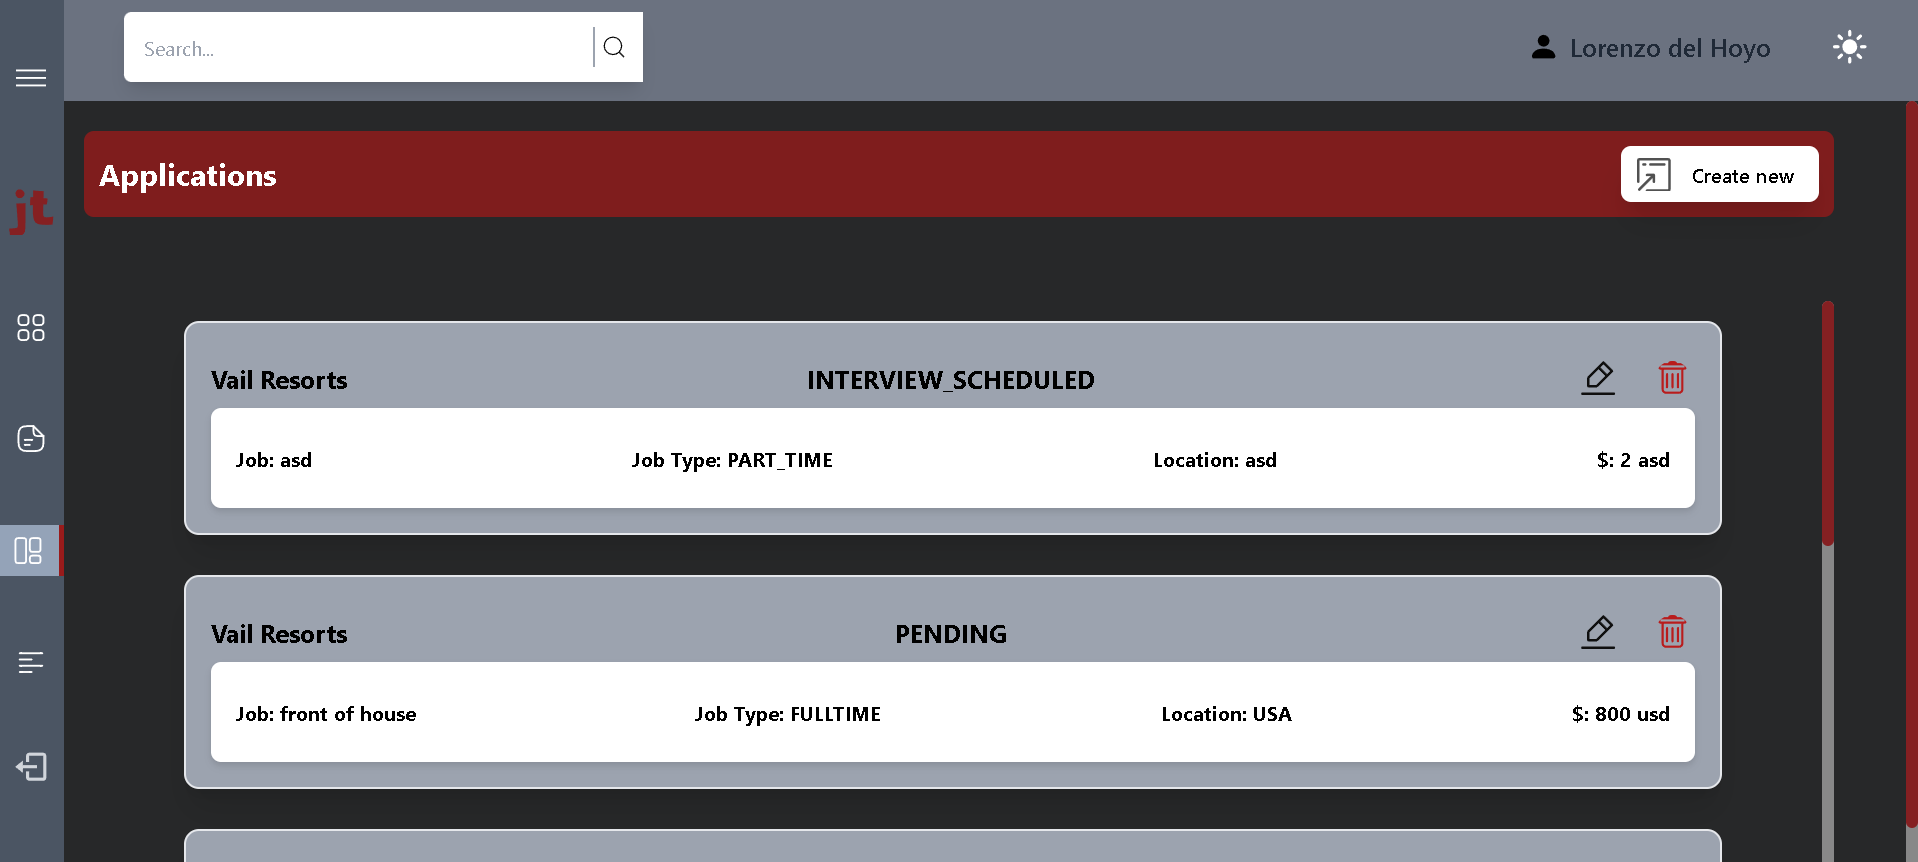 Search...
Lorenzo del Hoyo
jt
Applications
Create new
Vail Resorts
INTERVIEW_SCHEDULED
Job: asd
Job Type: PART_TIME
Location: asd
$: 2 asd
Vail Resorts
PENDING
Job: front of house
Job Type: FULLTIME
Location: USA
$: 800 usd